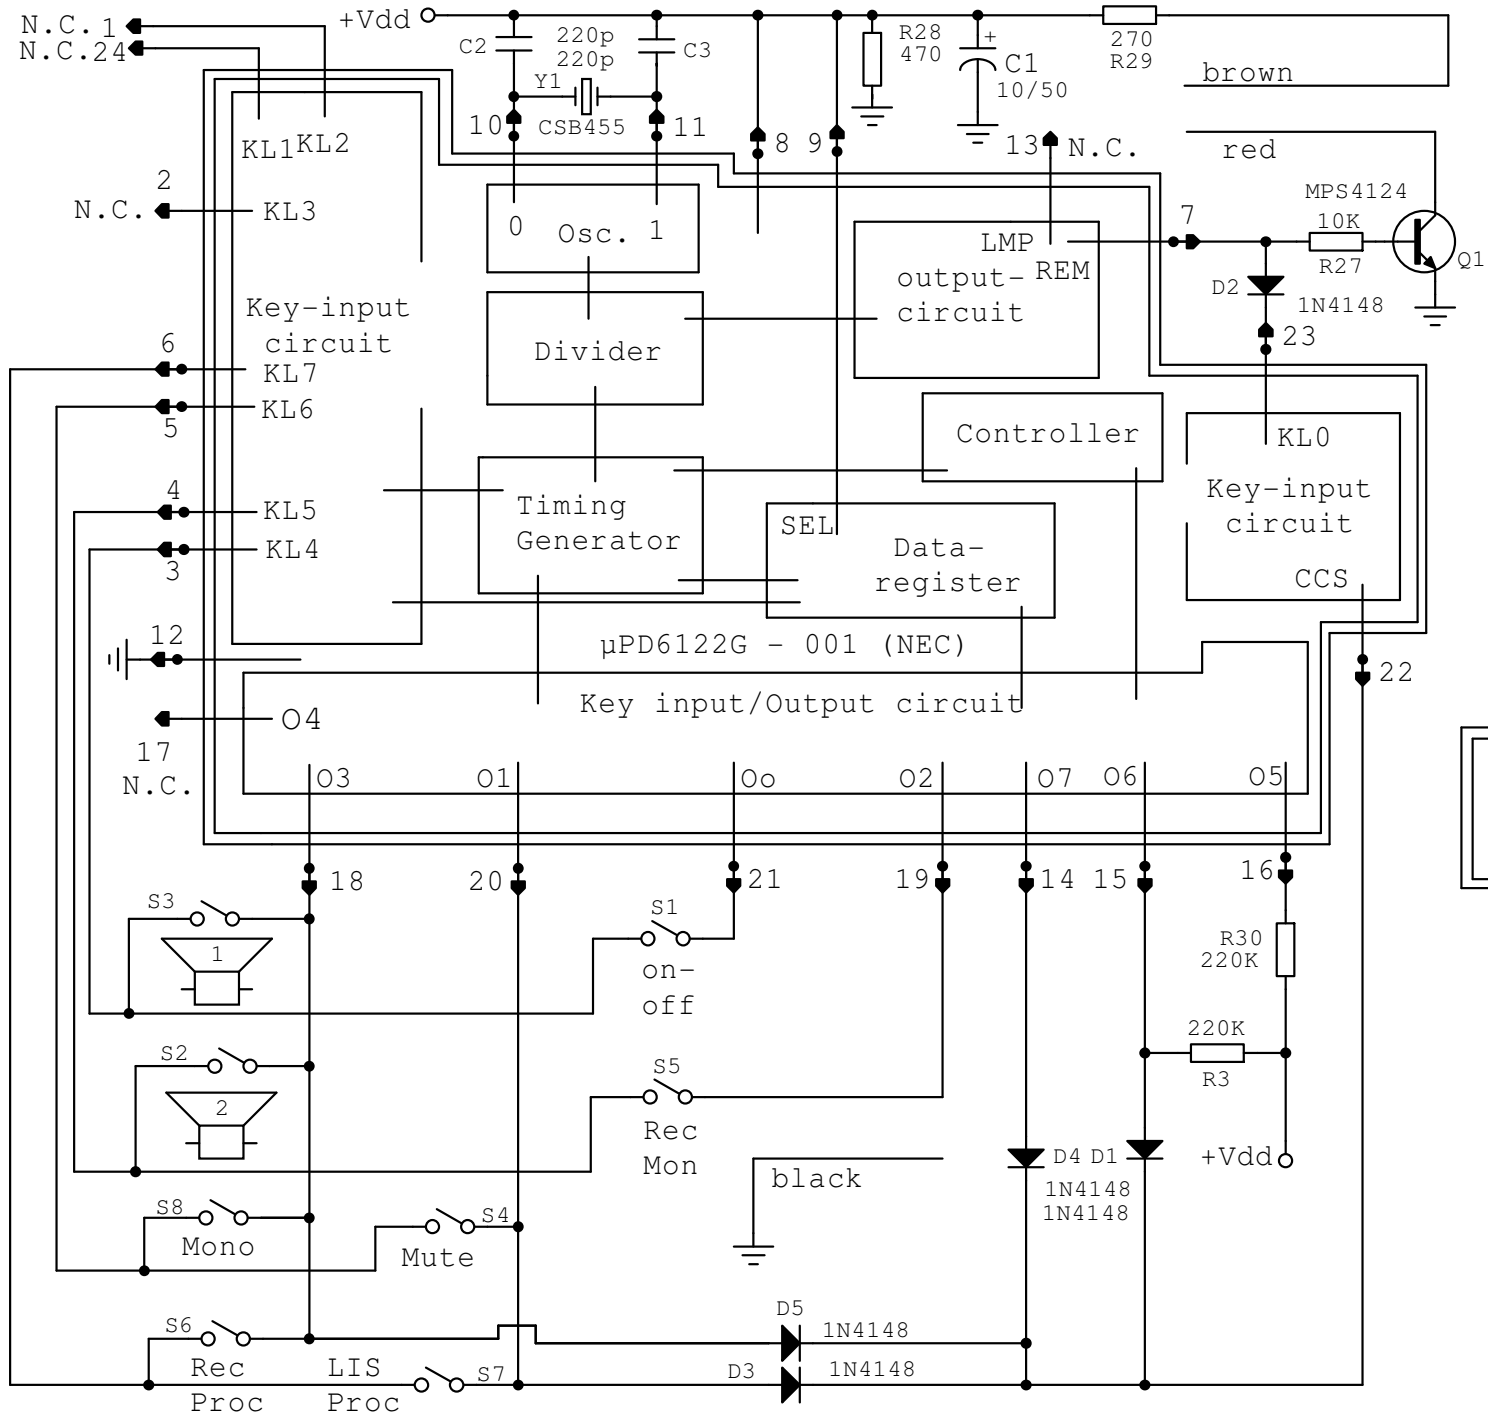 N.C. 1
N.C. 24
+Vdd
C2
220p
220p
C3
Y1
CSB455
10
11
8
9
R28
470
+
C1
10/50
270
R29
brown
red
13
N.C.
MPS4124
10K
R27
Q1
7
D2
1N4148
23
KL1
KL2
2
N.C.
KL3
0
Osc.
1
LMP
REM
output-
circuit
Key-input
circuit
Divider
6
KL7
KL6
5
Controller
KL0
Key-input
circuit
CCS
4
KL5
KL4
3
Timing
Generator
SEL
Data-
register
12
µPD6122G - 001 (NEC)
22
Key input/Output circuit
17
N.C.
O4
O3
O1
Oo
O2
O7
O6
O5
18
20
21
19
14
15
16
S3
1
S1
on-
off
R30
220K
220K
R3
S2
2
S5
Rec
Mon
black
D4
D1
1N4148
1N4148
+Vdd
S8
Mono
S4
Mute
S6
Rec
Proc
LIS
Proc
S7
D5
1N4148
D3
1N4148